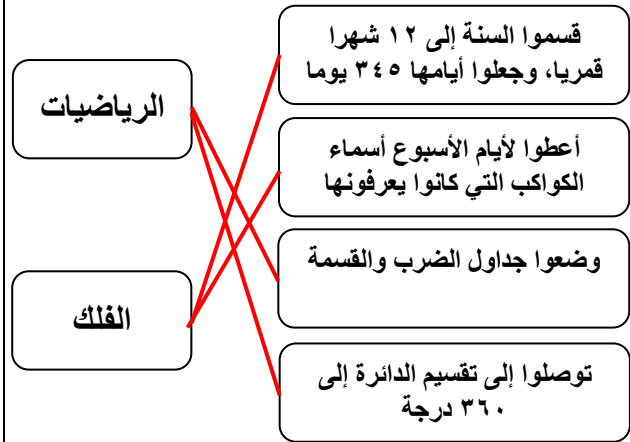 الرياضيات
الفلك
قسموا السنة إلى ١٢ شهرا
قمريا، وجعلوا أيامها ٣٤٥ يوما
أعطوا لأيام الأسبوع أسماء
الكواكب التي كانوا يعرفونها
وضعوا جداول الضرب والقسمة
توصلوا إلى تقسيم الدائرة إلى
٣٦٠ درجة